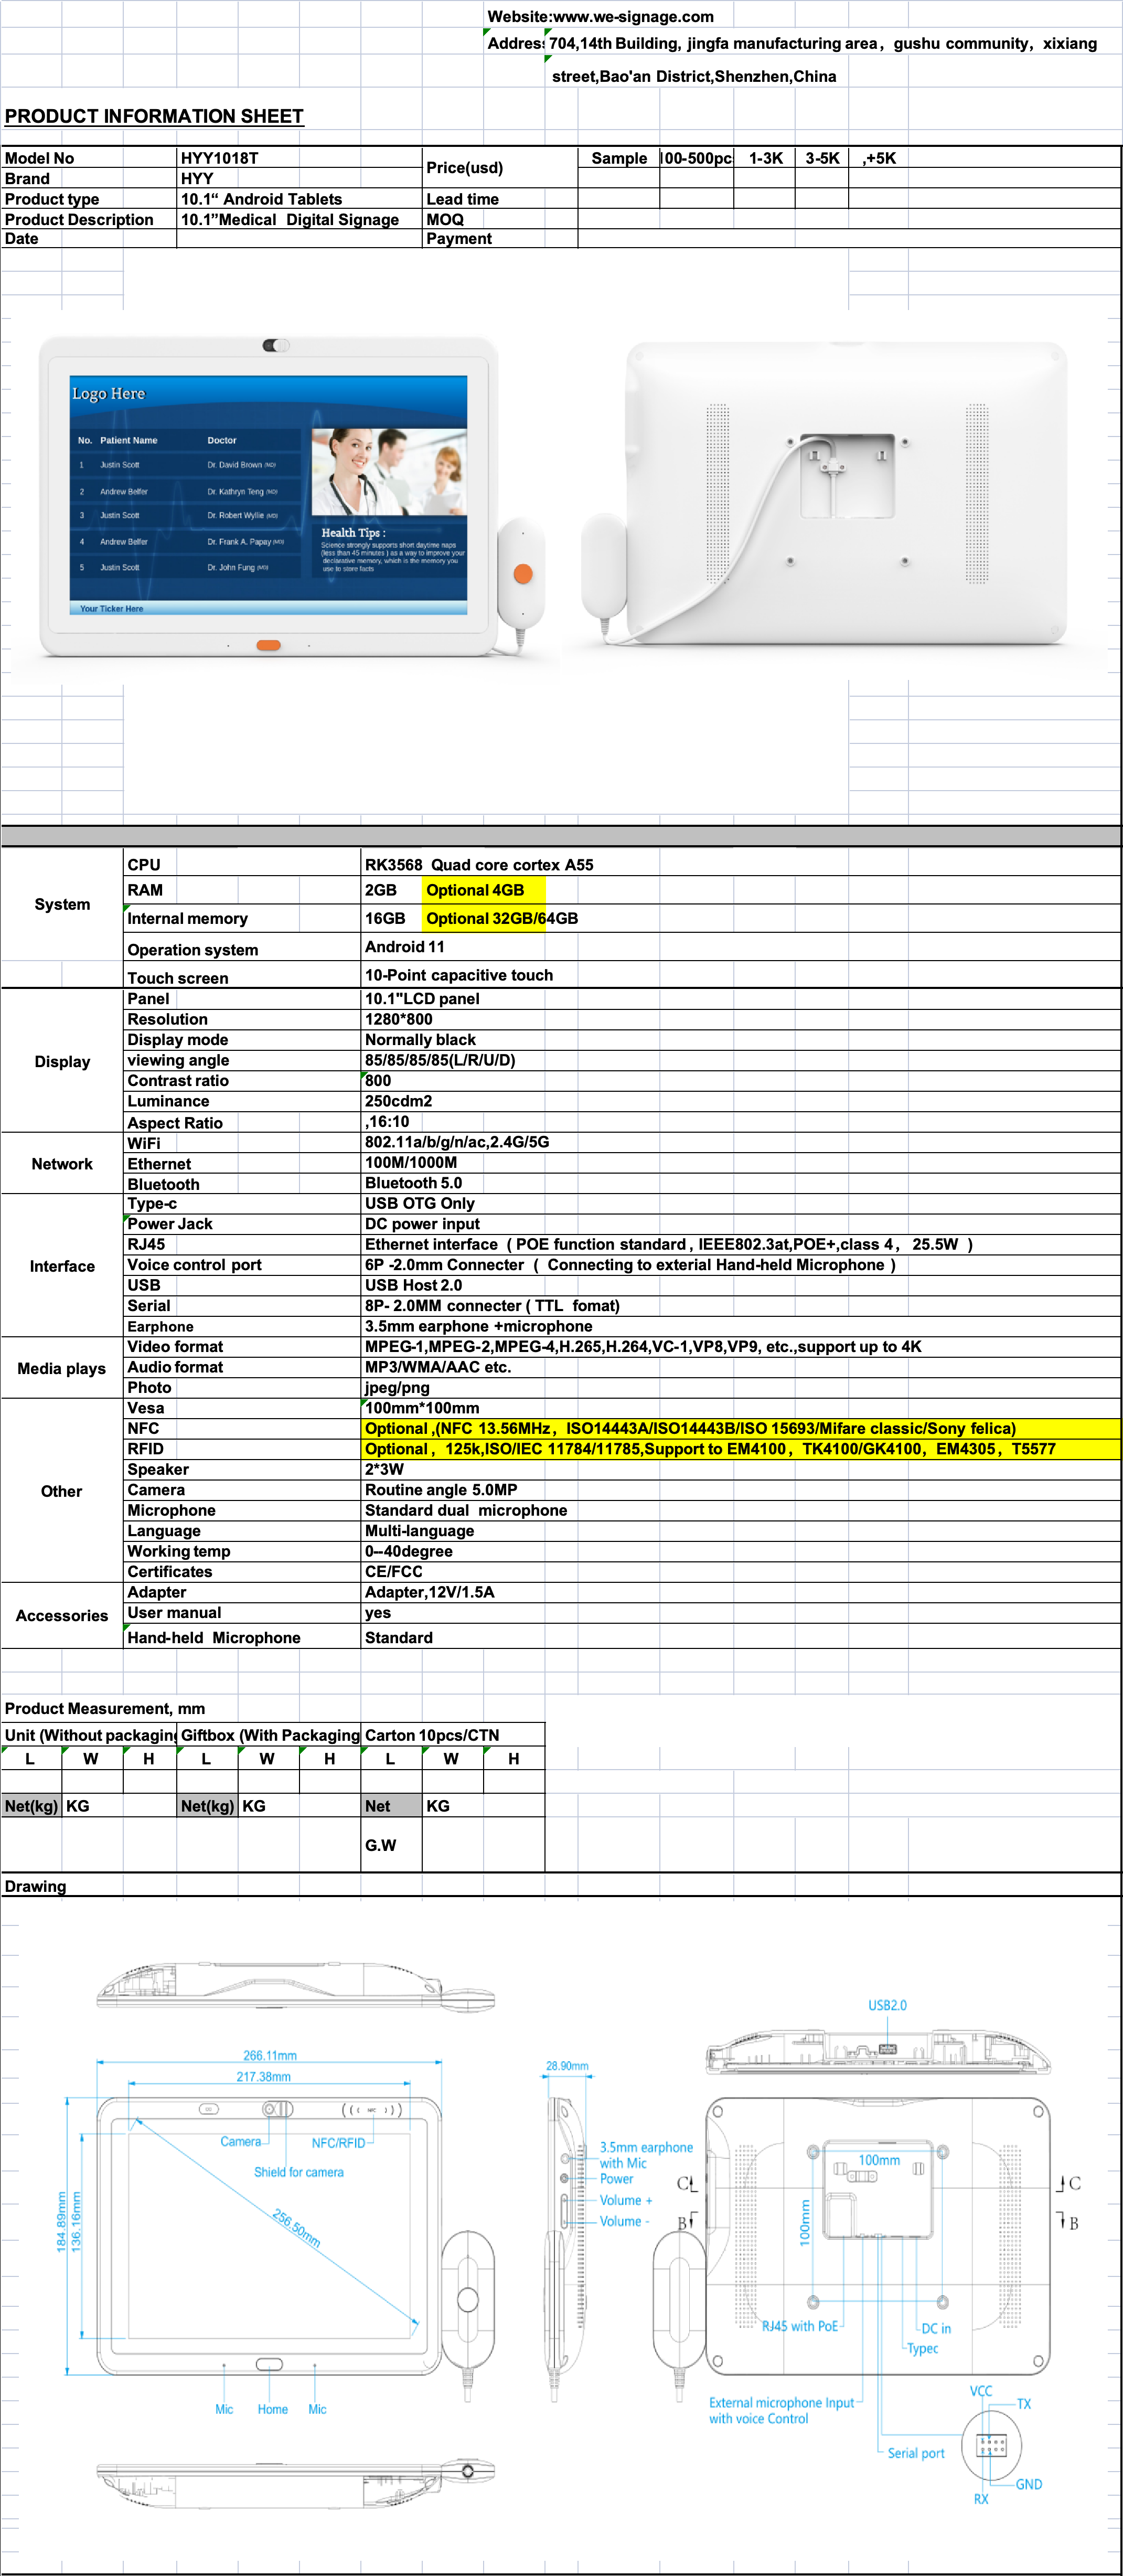 Website:www.we-signage.com
Addres: 704,14th Building, jingfa manufacturing area, gushu community, xixiang
street,Bao'an District,Shenzhen,China
PRODUCT INFORMATION SHEET
Model No HYY1018T Price(usd) Sample 00-500pc 1-3K 3-5K ,+5K
Brand HYY
Product type 10.1“ Android Tablets Lead time
Product Description 10.1”Medical Digital Signage MOQ
Date Payment
Logo Here
No. Patient Name Doctor
1 Justin Scott Dr. David Brown (MD)
2 Andrew Belfer Dr. Kathryn Teng (MD)
3 Justin Scott Dr. Robert Wyllie (MD)
4 Andrew Belfer Dr. Frank A. Papay (MD)
5 Justin Scott Dr. John Fung (MD)
Health Tips :
Science strongly supports short daytime naps
(less than 45 minutes ) as a way to improve your
declarative memory, which is the memory you
use to store facts
Your Ticker Here
System
CPU RK3568 Quad core cortex A55
RAM 2GB Optional 4GB
Internal memory 16GB Optional 32GB/64GB
Operation system Android 11
Touch screen 10-Point capacitive touch
Display
Panel 10.1"LCD panel
Resolution 1280*800
Display mode Normally black
viewing angle 85/85/85/85(L/R/U/D)
Contrast ratio 800
Luminance 250cdm2
Aspect Ratio ,16:10
Network
WiFi 802.11a/b/g/n/ac,2.4G/5G
Ethernet 100M/1000M
Bluetooth Bluetooth 5.0
Interface
Type-c USB OTG Only
Power Jack DC power input
RJ45 Ethernet interface ( POE function standard , IEEE802.3at,POE+,class 4, 25.5W )
Voice control port 6P -2.0mm Connecter ( Connecting to exterial Hand-held Microphone )
USB USB Host 2.0
Serial 8P- 2.0MM connecter ( TTL fomat)
Earphone 3.5mm earphone +microphone
Media plays
Video format MPEG-1,MPEG-2,MPEG-4,H.265,H.264,VC-1,VP8,VP9, etc.,support up to 4K
Audio format MP3/WMA/AAC etc.
Photo jpeg/png
Other
Vesa 100mm*100mm
NFC Optional ,(NFC 13.56MHz, ISO14443A/ISO14443B/ISO 15693/Mifare classic/Sony felica)
RFID Optional, 125k,ISO/IEC 11784/11785,Support to EM4100, TK4100/GK4100, EM4305, T5577
Speaker 2*3W
Camera Routine angle 5.0MP
Microphone Standard dual microphone
Language Multi-language
Working temp 0--40degree
Certificates CE/FCC
Accessories
Adapter Adapter,12V/1.5A
User manual yes
Hand-held Microphone Standard
Product Measurement, mm
Unit (Without packaging Giftbox (With Packaging Carton 10pcs/CTN
L W H L W H L W H
Net(kg) KG Net(kg) KG Net KG
G.W
Drawing
USB2.0
266.11mm
217.38mm
28.90mm
NFC
Camera NFC/RFID
Shield for camera
184.89mm
136.16mm
256.50mm
3.5mm earphone
with Mic
Power
Volume +
Volume -
100mm
100mm
C C
B B
RJ45 with PoE
DC in
Typec
Mic Home Mic
External microphone Input
with voice Control
VCC
TX
Serial port
GND
RX